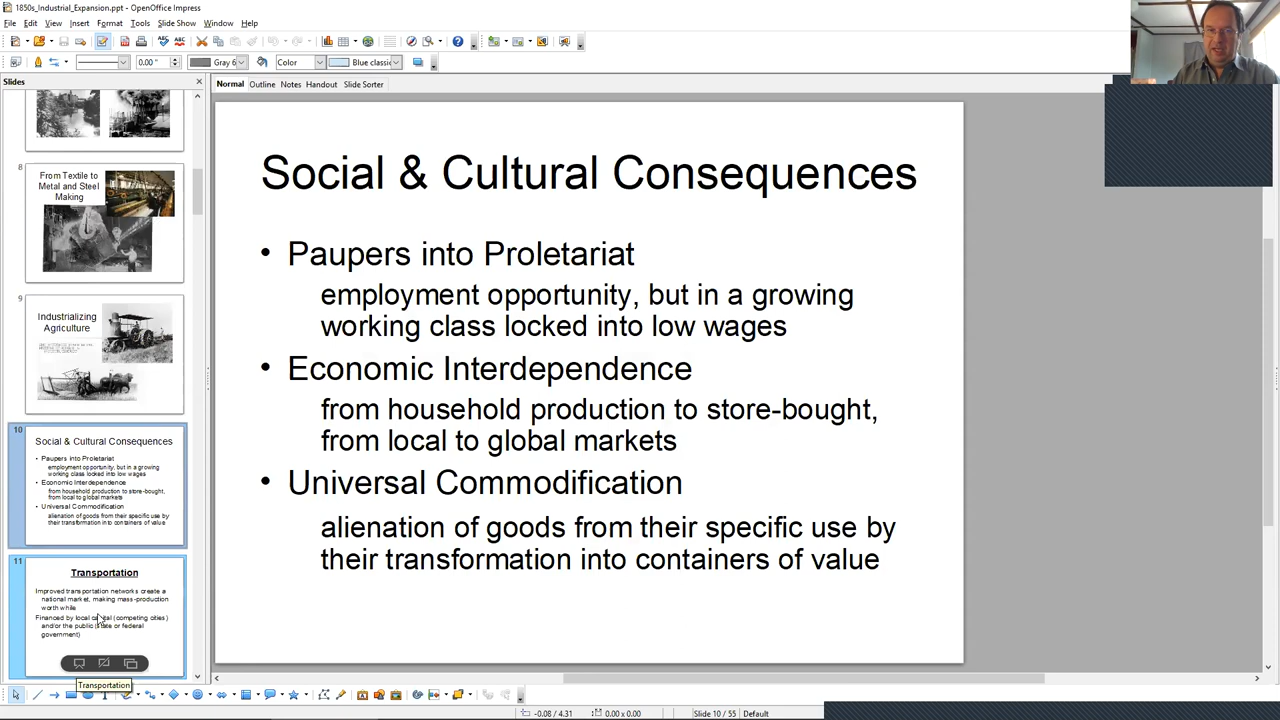 1850s_Industrial_Expansion.ppt - OpenOffice Impress
File Edit View Insert Format Tools Slide Show Window Help
0.00 " Gray 6 Color Blue classic
Slides
Normal Outline Notes Handout Slide Sorter
8
From Textile to
Metal and Steel
Making
9
Industrializing
Agriculture
10
Social & Cultural Consequences
• Paupers into Proletariat
employment opportunity, but in a growing
working class locked into low wages
• Economic Interdependence
from household production to store-bought,
from local to global markets
• Universal Commodification
alienation of goods from their specific use by
their transformation into containers of value
11
Transportation
Improved transportation networks create a
national market, making mass-production
worth while
Financed by local capital (competing cities)
and/or the public (state or federal
government)
Transportation
Social & Cultural Consequences
• Paupers into Proletariat
employment opportunity, but in a growing
working class locked into low wages
• Economic Interdependence
from household production to store-bought,
from local to global markets
• Universal Commodification
alienation of goods from their specific use by
their transformation into containers of value
-0.08 / 4.31 0.00 x 0.00 Slide 10 / 55 Default